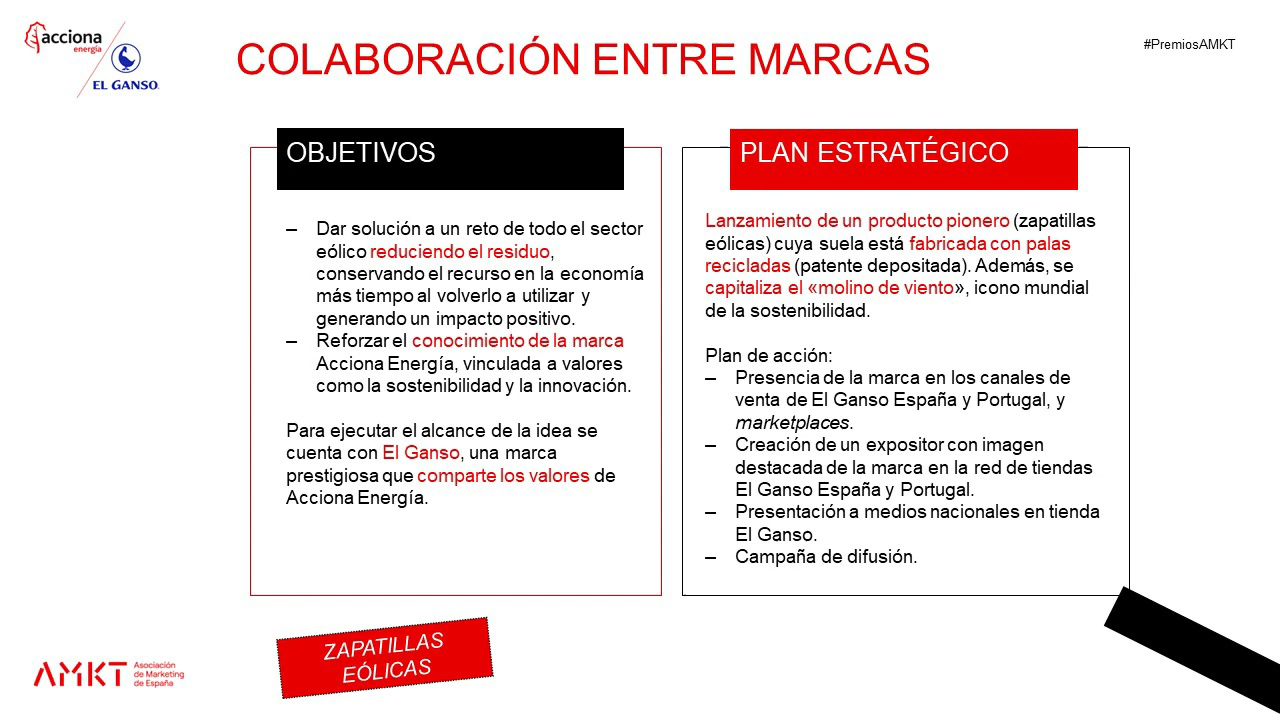 acciona
energía
EL GANSO
COLABORACIÓN ENTRE MARCAS
#PremiosAMKT
OBJETIVOS
– Dar solución a un reto de todo el sector
eólico reduciendo el residuo,
conservando el recurso en la economía
más tiempo al volverlo a utilizar y
generando un impacto positivo.
– Reforzar el conocimiento de la marca
Acciona Energía, vinculada a valores
como la sostenibilidad y la innovación.
Para ejecutar el alcance de la idea se
cuenta con El Ganso, una marca
prestigiosa que comparte los valores de
Acciona Energía.
PLAN ESTRATÉGICO
Lanzamiento de un producto pionero (zapatillas
eólicas) cuya suela está fabricada con palas
recicladas (patente depositada). Además, se
capitaliza el «molino de viento», icono mundial
de la sostenibilidad.
Plan de acción:
– Presencia de la marca en los canales de
venta de El Ganso España y Portugal, y
marketplaces.
– Creación de un expositor con imagen
destacada de la marca en la red de tiendas
El Ganso España y Portugal.
– Presentación a medios nacionales en tienda
El Ganso.
– Campaña de difusión.
ZAPATILLAS
EÓLICAS
AMKT
Asociación
de Marketing
de España